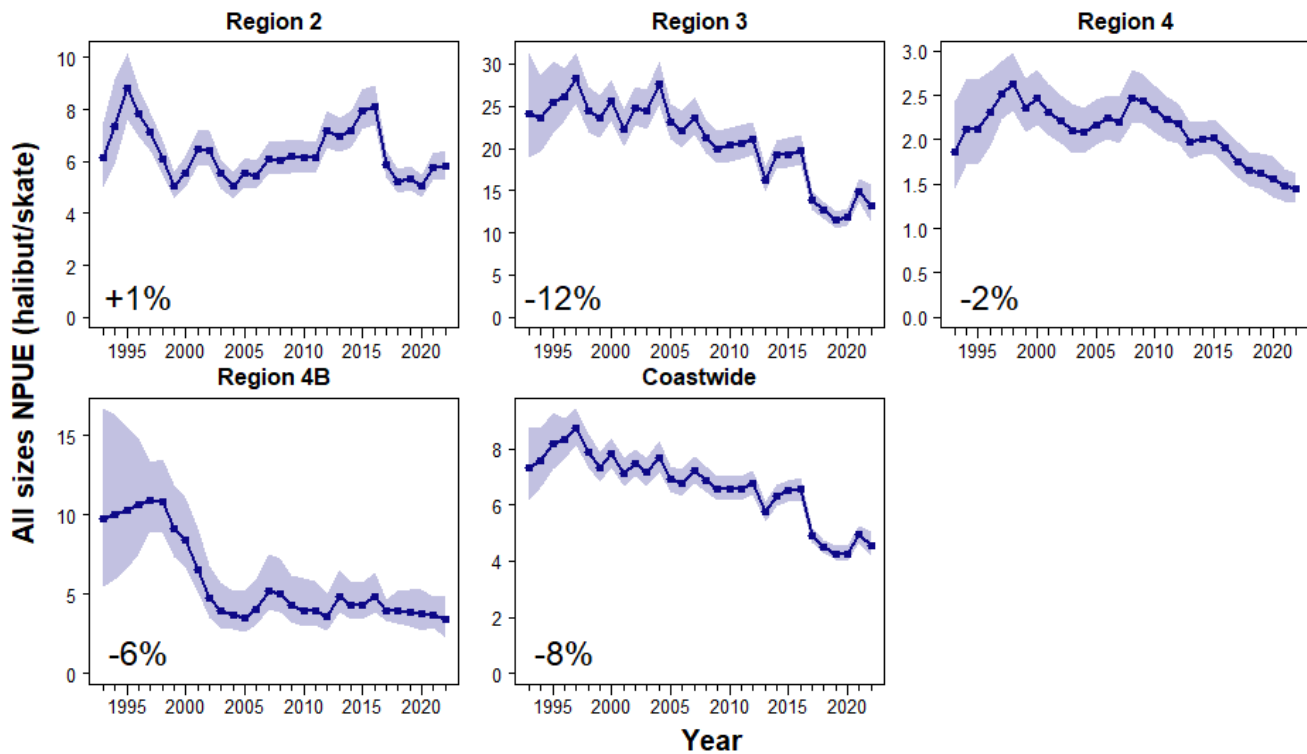 Region 2
Region 3
Region 4
10
8
6
4
2
0
+1%
30
25
20
15
10
5
0
-12%
3.0
2.5
2.0
1.5
1.0
0.5
0.0
-2%
1995 2000 2005 2010 2015 2020
1995 2000 2005 2010 2015 2020
1995 2000 2005 2010 2015 2020
Region 4B
Coastwide
15
10
5
0
-6%
8
6
4
2
0
-8%
1995 2000 2005 2010 2015 2020
1995 2000 2005 2010 2015 2020
All sizes NPUE (halibut/skate)
Year